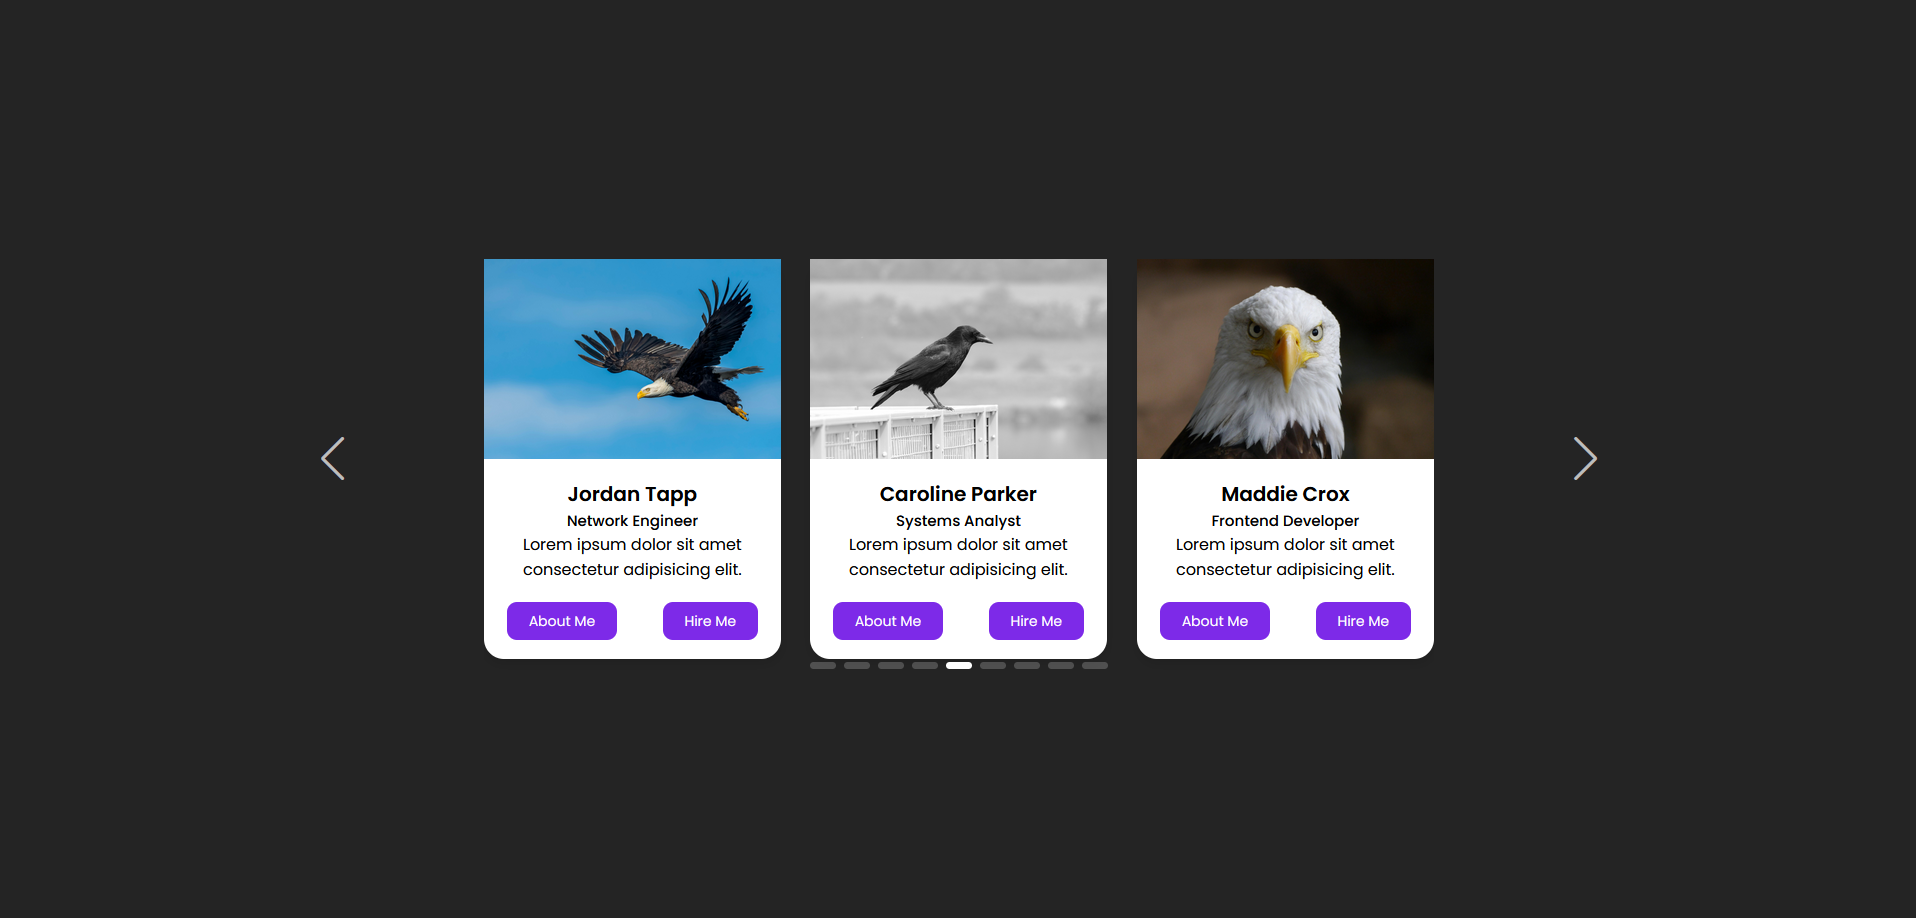 Jordan Tapp
Network Engineer
Lorem ipsum dolor sit amet
consectetur adipisicing elit.
About Me
Hire Me
Caroline Parker
Systems Analyst
Lorem ipsum dolor sit amet
consectetur adipisicing elit.
About Me
Hire Me
Maddie Crox
Frontend Developer
Lorem ipsum dolor sit amet
consectetur adipisicing elit.
About Me
Hire Me